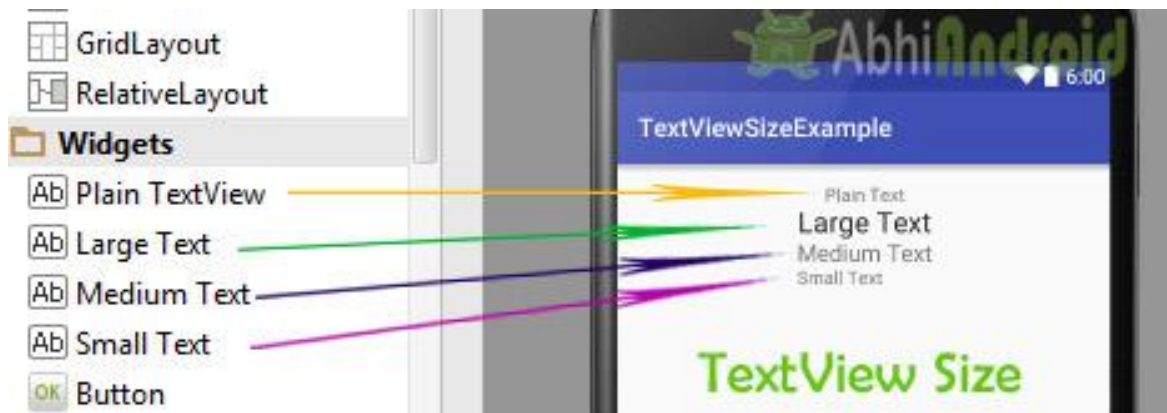 GridLayout
RelativeLayout
Widgets
Ab Plain TextView
Ab Large Text
Ab Medium Text
Ab Small Text
OK Button
AbhiAndroid
6:00
TextViewSizeExample
Plain Text
Large Text
Medium Text
Small Text
TextView Size